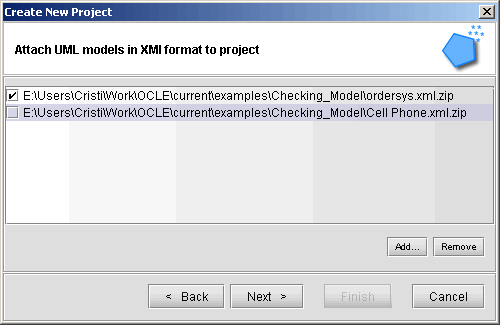 Create New Project
Attach UML models in XMI format to project
E:\Users\Cristi\Work\OCLE\current\examples\Checking_Model\ordersys.xml.zip
E:\Users\Cristi\Work\OCLE\current\examples\Checking_Model\Cell Phone.xml.zip
Add... Remove
< Back Next > Finish Cancel